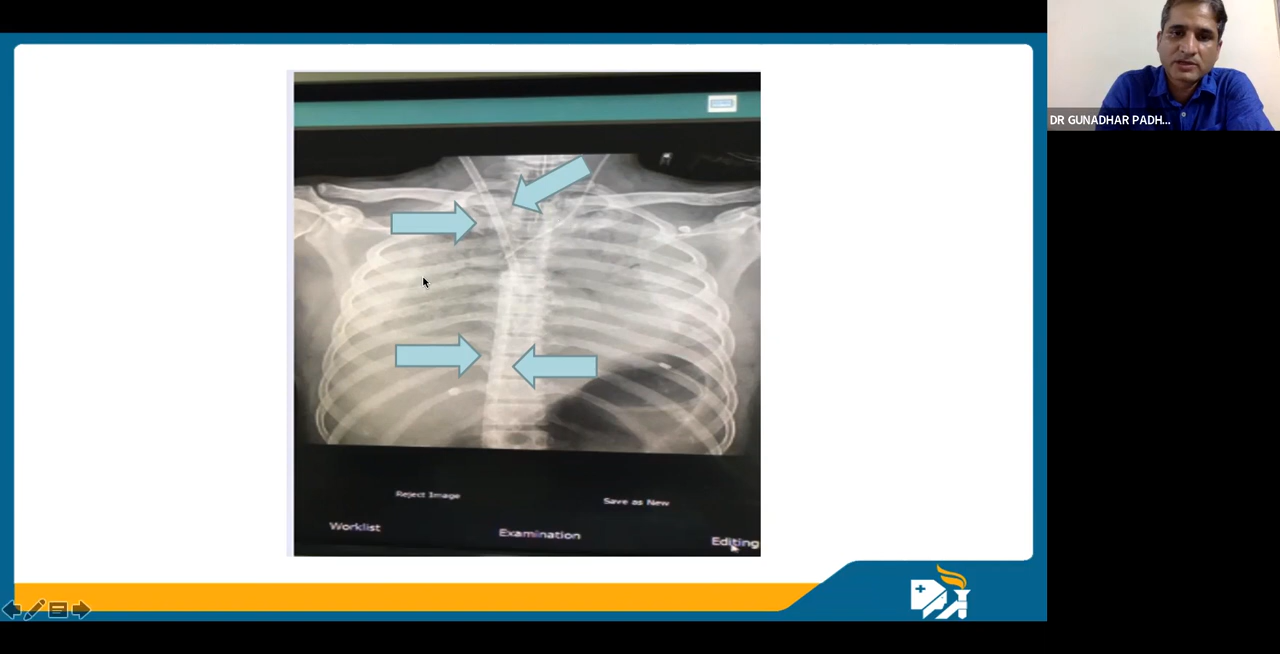 DR GUNADHAR PADH...
Reject Image
Save as New
Worklist
Examination
Editing